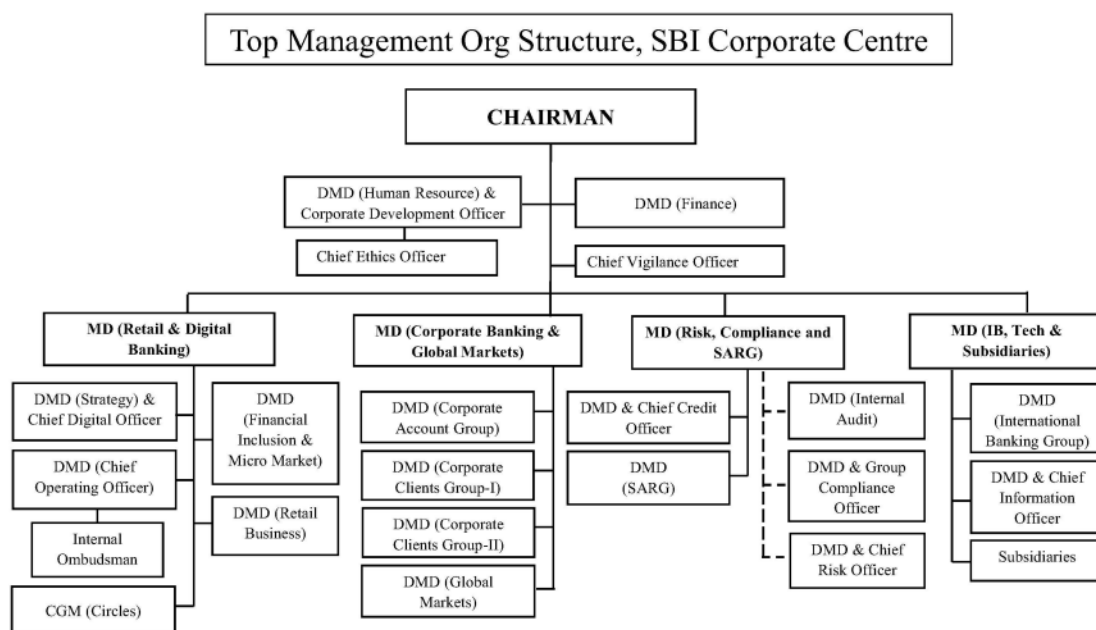 Top Management Org Structure, SBI Corporate Centre
CHAIRMAN
DMD (Human Resource) &
Corporate Development Officer
DMD (Finance)
Chief Ethics Officer
Chief Vigilance Officer
MD (Retail & Digital
Banking)
MD (Corporate Banking &
Global Markets)
MD (Risk, Compliance and
SARG)
MD (IB, Tech &
Subsidiaries)
DMD (Strategy) &
Chief Digital Officer
DMD (Chief
Operating Officer)
Internal
Ombudsman
CGM (Circles)
DMD
(Financial
Inclusion &
Micro Market)
DMD (Retail
Business)
DMD (Corporate
Account Group)
DMD (Corporate
Clients Group-I)
DMD (Corporate
Clients Group-II)
DMD (Global
Markets)
DMD & Chief Credit
Officer
DMD
(SARG)
DMD (Internal
Audit)
DMD & Group
Compliance
Officer
DMD & Chief
Risk Officer
DMD
(International
Banking Group)
DMD & Chief
Information
Officer
Subsidiaries